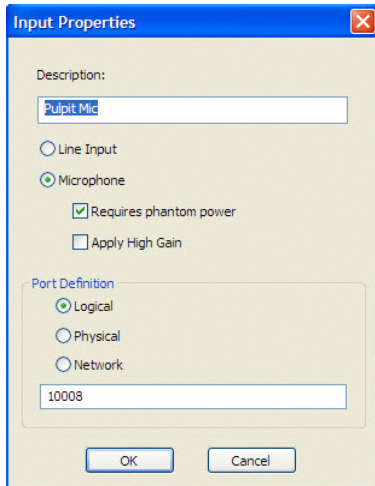 Input Properties
Description:
Pulpit Mic
Line Input
Microphone
Requires phantom power
Apply High Gain
Port Definition
Logical
Physical
Network
10008
OK Cancel